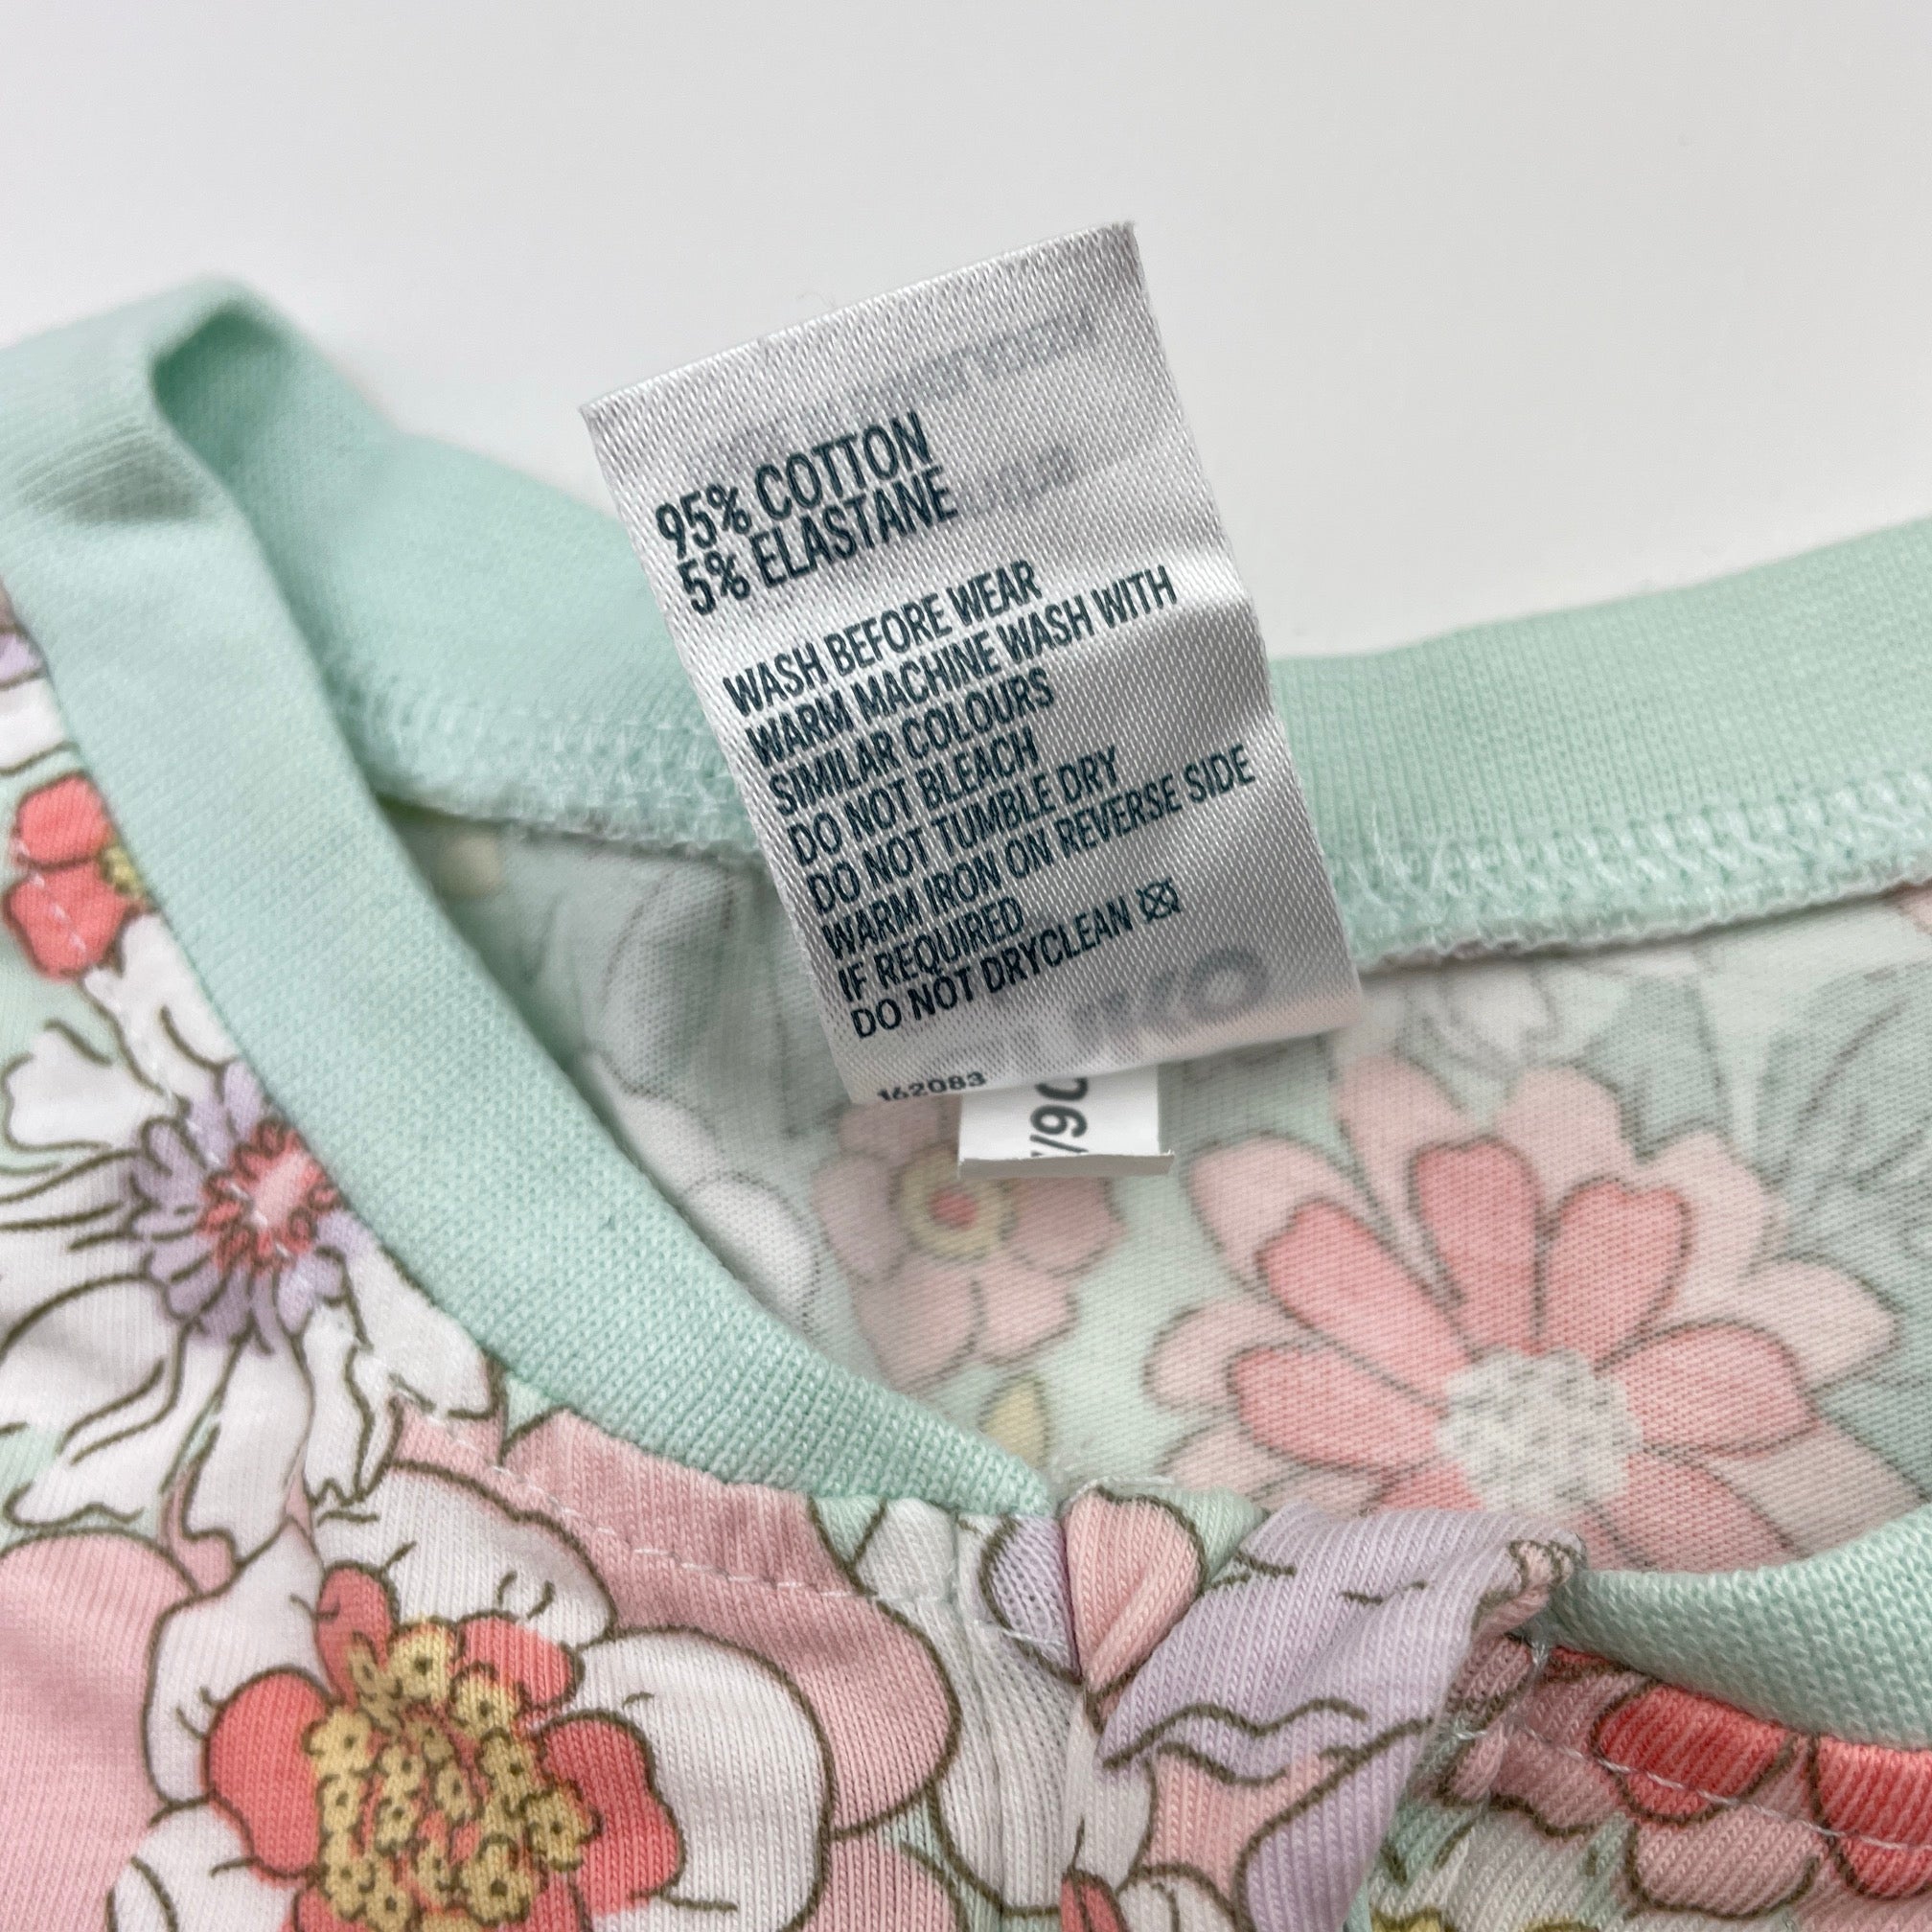 95% COTTON
5% ELASTANE
WASH BEFORE WEAR
WARM MACHINE WASH WITH
SIMILAR COLOURS
DO NOT BLEACH
DO NOT TUMBLE DRY
WARM IRON ON REVERSE SIDE
IF REQUIRED
DO NOT DRYCLEAN
162083